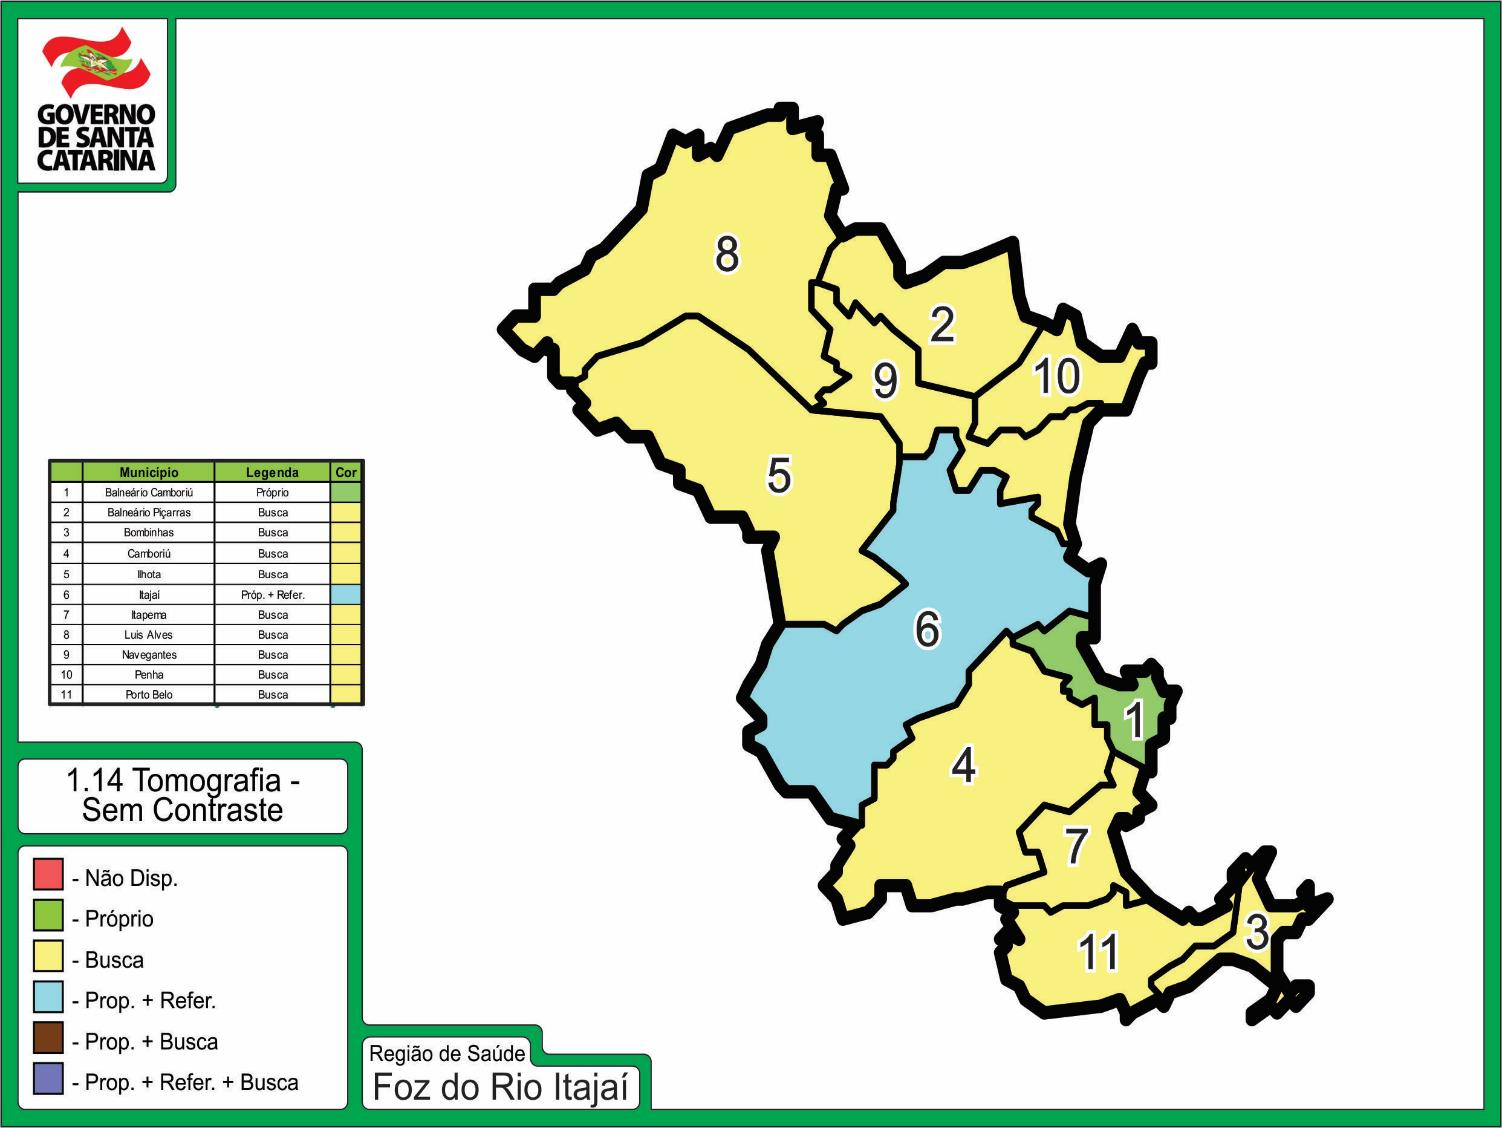 GOVERNO
DE SANTA
CATARINA
Município Legenda Cor
1 Balneário Camboriú Próprio
2 Balneário Piçarras Busca
3 Bombinhas Busca
4 Camboriú Busca
5 Ilhota Busca
6 Itajaí Próp. + Refer.
7 Itapema Busca
8 Luis Alves Busca
9 Navegantes Busca
10 Penha Busca
11 Porto Belo Busca
8
2
10
9
5
6
1
4
7
3
11
1.14 Tomografia -
Sem Contraste
- Não Disp.
- Próprio
- Busca
- Prop. + Refer.
- Prop. + Busca
- Prop. + Refer. + Busca
Região de Saúde
Foz do Rio Itajaí